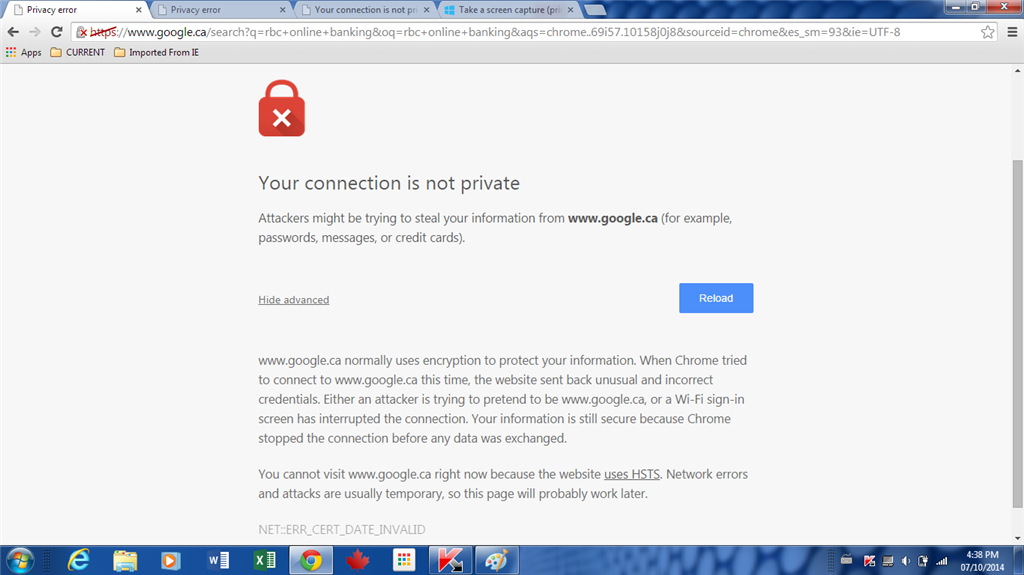 Privacy error
Privacy error
Your connection is not pri
Take a screen capture (pri
https://www.google.ca/search?q=rbc+online+banking&oq=rbc+online+banking&aqs=chrome..69i57.10158j0j8&sourceid=chrome&es_sm=93&ie=UTF-8
Apps CURRENT Imported From IE
Your connection is not private
Attackers might be trying to steal your information from www.google.ca (for example,
passwords, messages, or credit cards).
Hide advanced
Reload
www.google.ca normally uses encryption to protect your information. When Chrome tried
to connect to www.google.ca this time, the website sent back unusual and incorrect
credentials. Either an attacker is trying to pretend to be www.google.ca, or a Wi-Fi sign-in
screen has interrupted the connection. Your information is still secure because Chrome
stopped the connection before any data was exchanged.
You cannot visit www.google.ca right now because the website uses HSTS. Network errors
and attacks are usually temporary, so this page will probably work later.
NET::ERR_CERT_DATE_INVALID
4:38 PM
07/10/2014